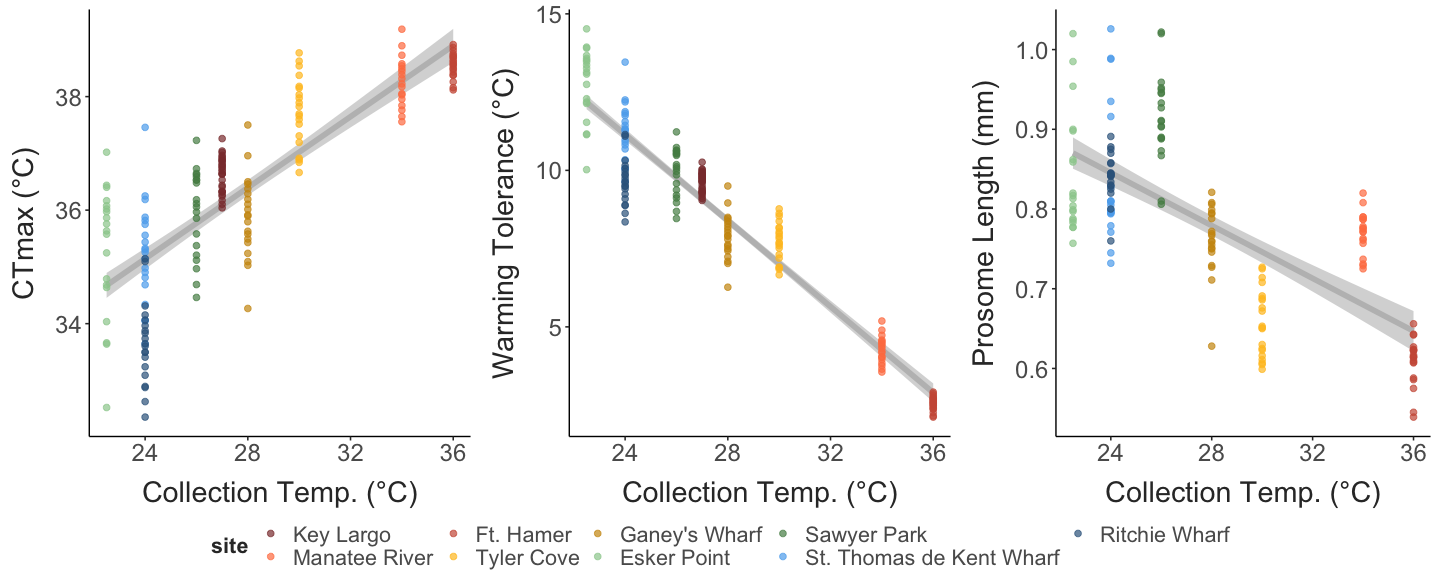 CTmax (°C)
38
36
34
24
28
32
36
Collection Temp. (°C)
Warming Tolerance (°C)
15
10
5
24
28
32
36
Collection Temp. (°C)
Prosome Length (mm)
1.0
0.9
0.8
0.7
0.6
24
28
32
36
Collection Temp. (°C)
site
Key Largo
Manatee River
Ft. Hamer
Tyler Cove
Ganey's Wharf
Esker Point
Sawyer Park
St. Thomas de Kent Wharf
Ritchie Wharf